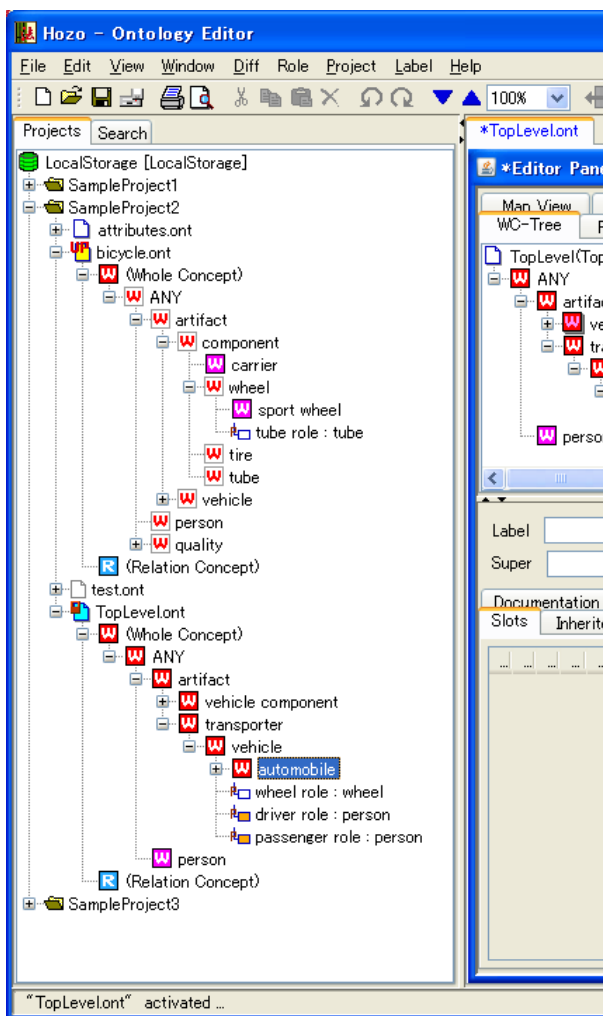 Hozo - Ontology Editor
File Edit View Window Diff Role Project Label Help
100%
Projects Search
*TopLevel.ont
LocalStorage [LocalStorage]
SampleProject1
SampleProject2
attributes.ont
bicycle.ont
(Whole Concept)
ANY
artifact
component
carrier
wheel
sport wheel
tube role : tube
tire
tube
vehicle
person
quality
(Relation Concept)
test.ont
TopLevel.ont
(Whole Concept)
ANY
artifact
vehicle component
transporter
vehicle
automobile
wheel role : wheel
driver role : person
passenger role : person
person
(Relation Concept)
SampleProject3
*Editor Pane
Map View
WC-Tree
TopLevel(Top
ANY
artifac
ve
tra
perso
Label
Super
Documentation
Slots Inherite
... ... ... ... ...
"TopLevel.ont" activated ...